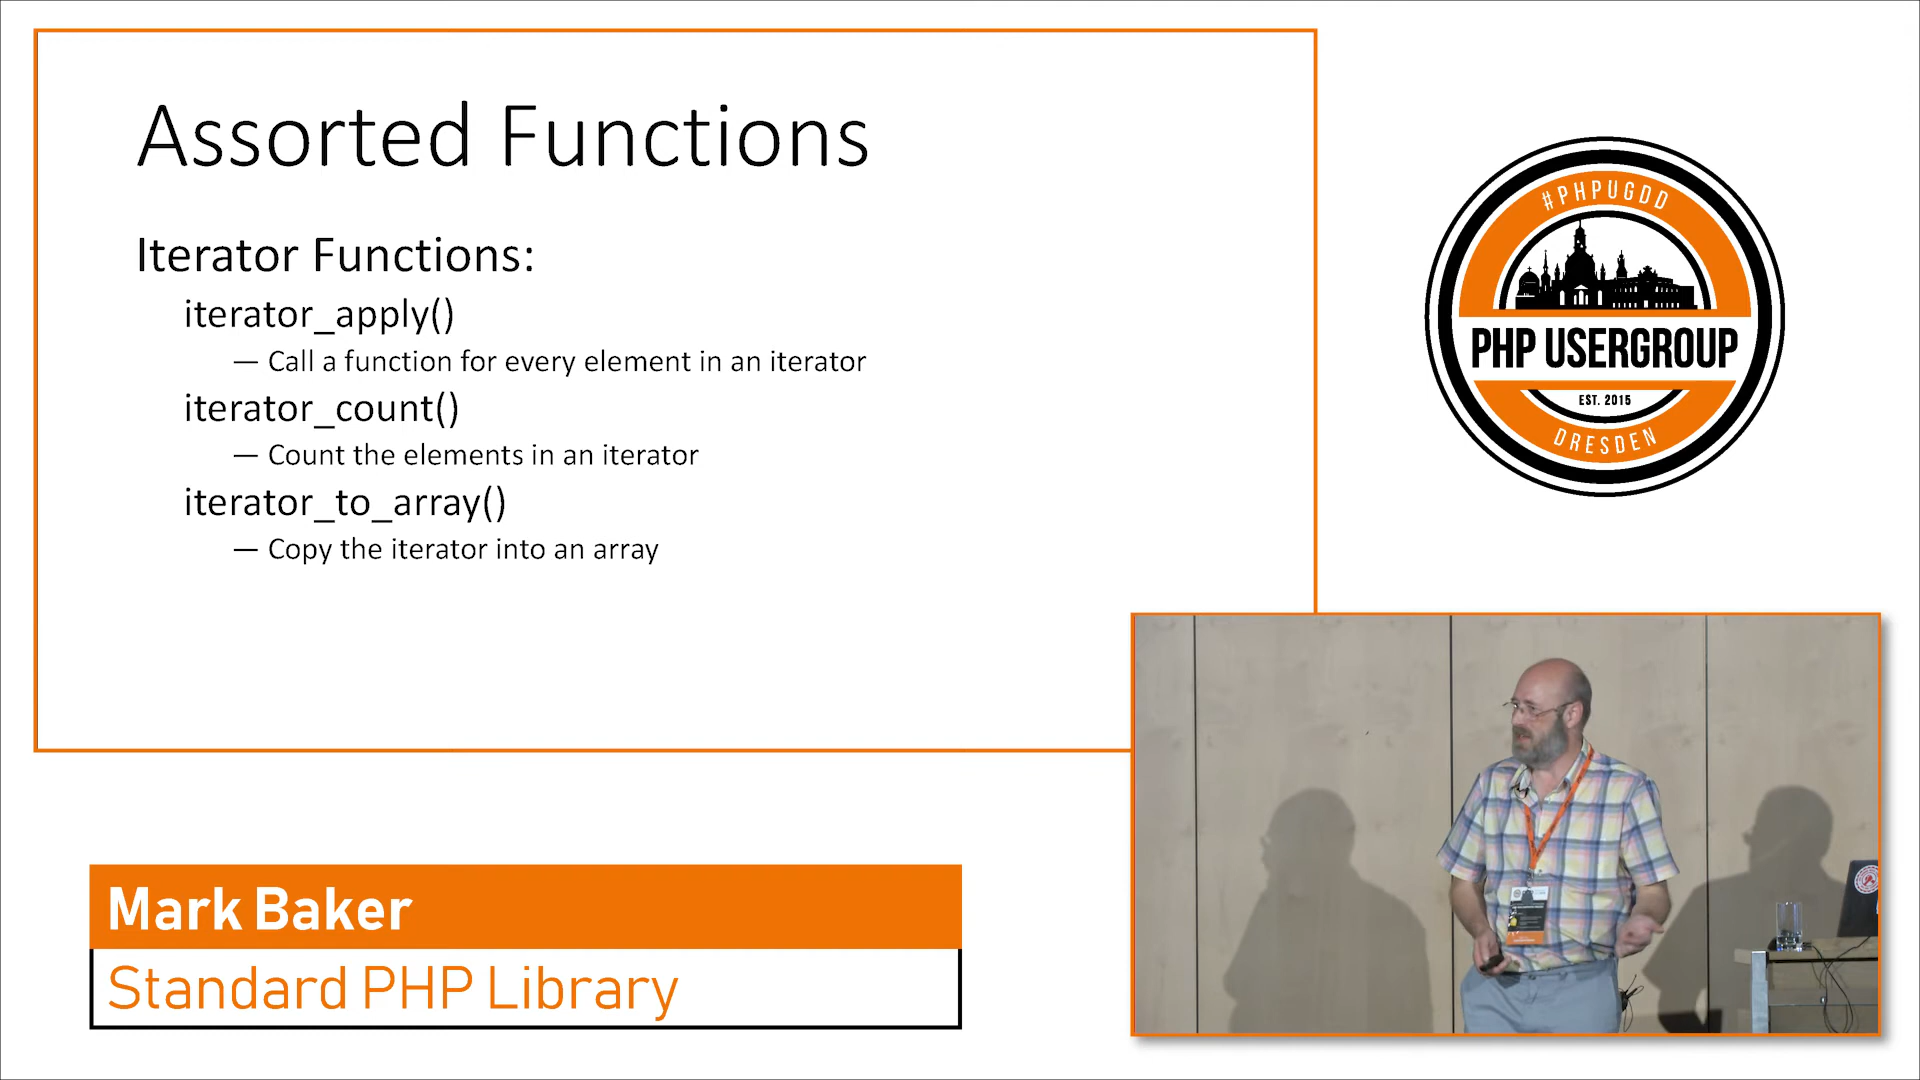 Assorted Functions
Iterator Functions:
iterator_apply()
— Call a function for every element in an iterator
iterator_count()
— Count the elements in an iterator
iterator_to_array()
— Copy the iterator into an array
#PHPUGDD
PHP USERGROUP
EST. 2015
DRESDEN
Mark Baker
Standard PHP Library